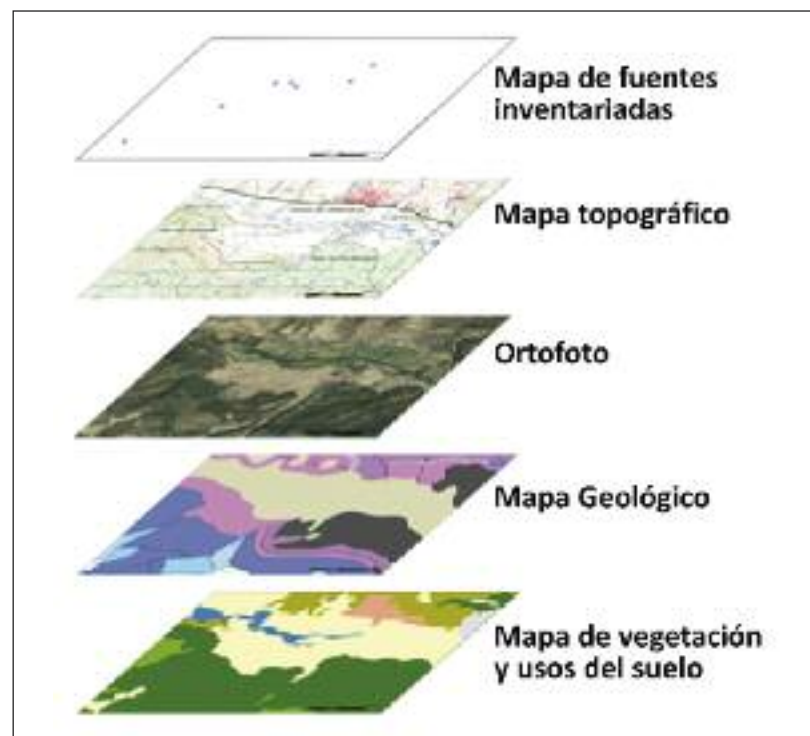 Mapa de fuentes
inventariadas
Mapa topográfico
Ortofoto
Mapa Geológico
Mapa de vegetación
y usos del suelo